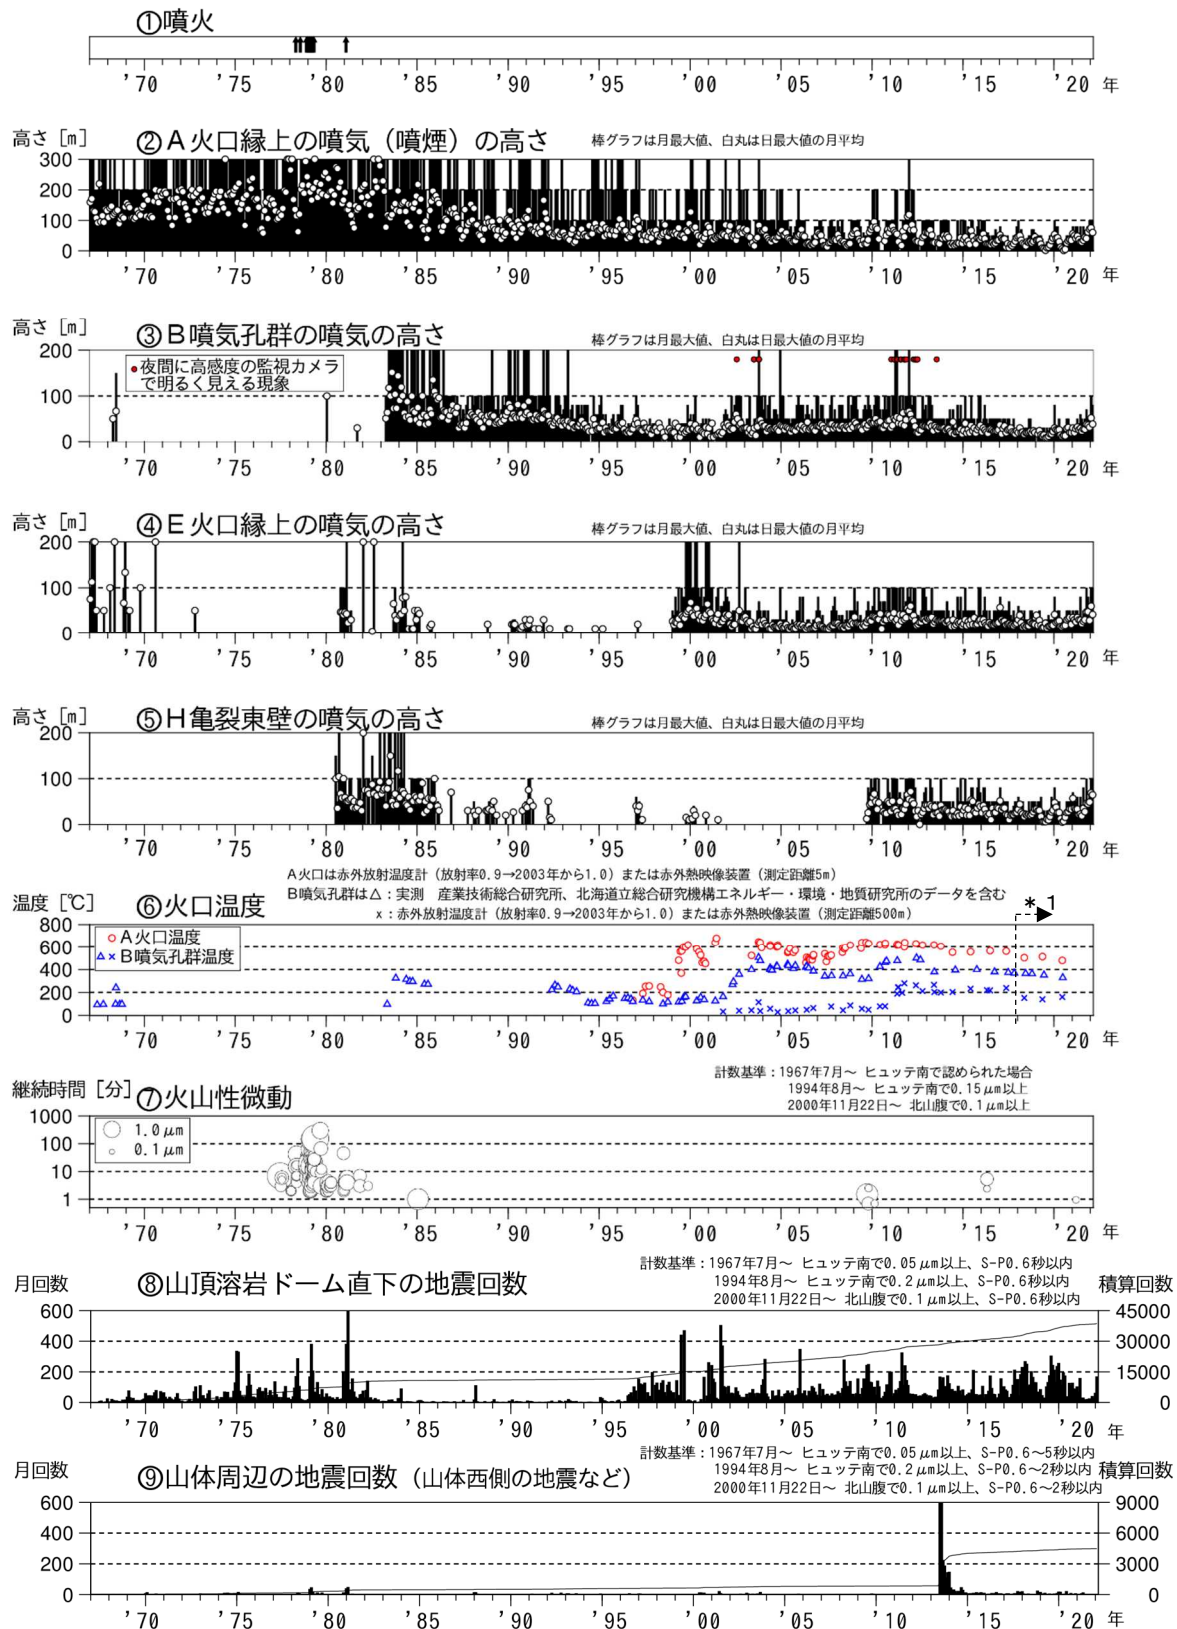 ①噴火
'70 '75 '80 '85 '90 '95 '00 '05 '10 '15 '20 年
高さ［m］ ②A火口縁上の噴気（噴煙）の高さ 棒グラフは月最大値、白丸は日最大値の月平均
300
200
100
0
'70 '75 '80 '85 '90 '95 '00 '05 '10 '15 '20 年
高さ［m］ ③B噴気孔群の噴気の高さ 棒グラフは月最大値、白丸は日最大値の月平均
200
夜間に高感度の監視カメラ
で明るく見える現象
100
0
'70 '75 '80 '85 '90 '95 '00 '05 '10 '15 '20 年
高さ［m］ ④E火口縁上の噴気の高さ 棒グラフは月最大値、白丸は日最大値の月平均
200
100
0
'70 '75 '80 '85 '90 '95 '00 '05 '10 '15 '20 年
高さ［m］ ⑤H亀裂東壁の噴気の高さ 棒グラフは月最大値、白丸は日最大値の月平均
200
100
0
'70 '75 '80 '85 '90 '95 '00 '05 '10 '15 '20 年
A火口は赤外放射温度計（放射率0.9→2003年から1.0）または赤外熱映像装置（測定距離5m）
B噴気孔群は△：実測　産業技術総合研究所、北海道立総合研究機構エネルギー・環境・地質研究所のデータを含む
温度［℃］ ⑥火口温度 x：赤外放射温度計（放射率0.9→2003年から1.0）または赤外熱映像装置（測定距離500m） *1
800
○ A火口温度
600
△ × B噴気孔群温度
400
200
0
'70 '75 '80 '85 '90 '95 '00 '05 '10 '15 '20 年
計数基準：1967年7月～ ヒュッテ南で認められた場合
継続時間［分］ ⑦火山性微動 1994年8月～ ヒュッテ南で0.15μm以上
2000年11月22日～ 北山腹で0.1μm以上
1000
1.0μm
100
0.1μm
10
1
'70 '75 '80 '85 '90 '95 '00 '05 '10 '15 '20 年
計数基準：1967年7月～ ヒュッテ南で0.05μm以上、S-P0.6秒以内
月回数 ⑧山頂溶岩ドーム直下の地震回数 1994年8月～ ヒュッテ南で0.2μm以上、S-P0.6秒以内 積算回数
2000年11月22日～ 北山腹で0.1μm以上、S-P0.6秒以内
600 45000
400 30000
200 15000
0 0
'70 '75 '80 '85 '90 '95 '00 '05 '10 '15 '20 年
計数基準：1967年7月～ ヒュッテ南で0.05μm以上、S-P0.6～5秒以内
月回数 ⑨山体周辺の地震回数（山体西側の地震など） 1994年8月～ ヒュッテ南で0.2μm以上、S-P0.6～2秒以内 積算回数
2000年11月22日～ 北山腹で0.1μm以上、S-P0.6～2秒以内
600 9000
400 6000
200 3000
0 0
'70 '75 '80 '85 '90 '95 '00 '05 '10 '15 '20 年